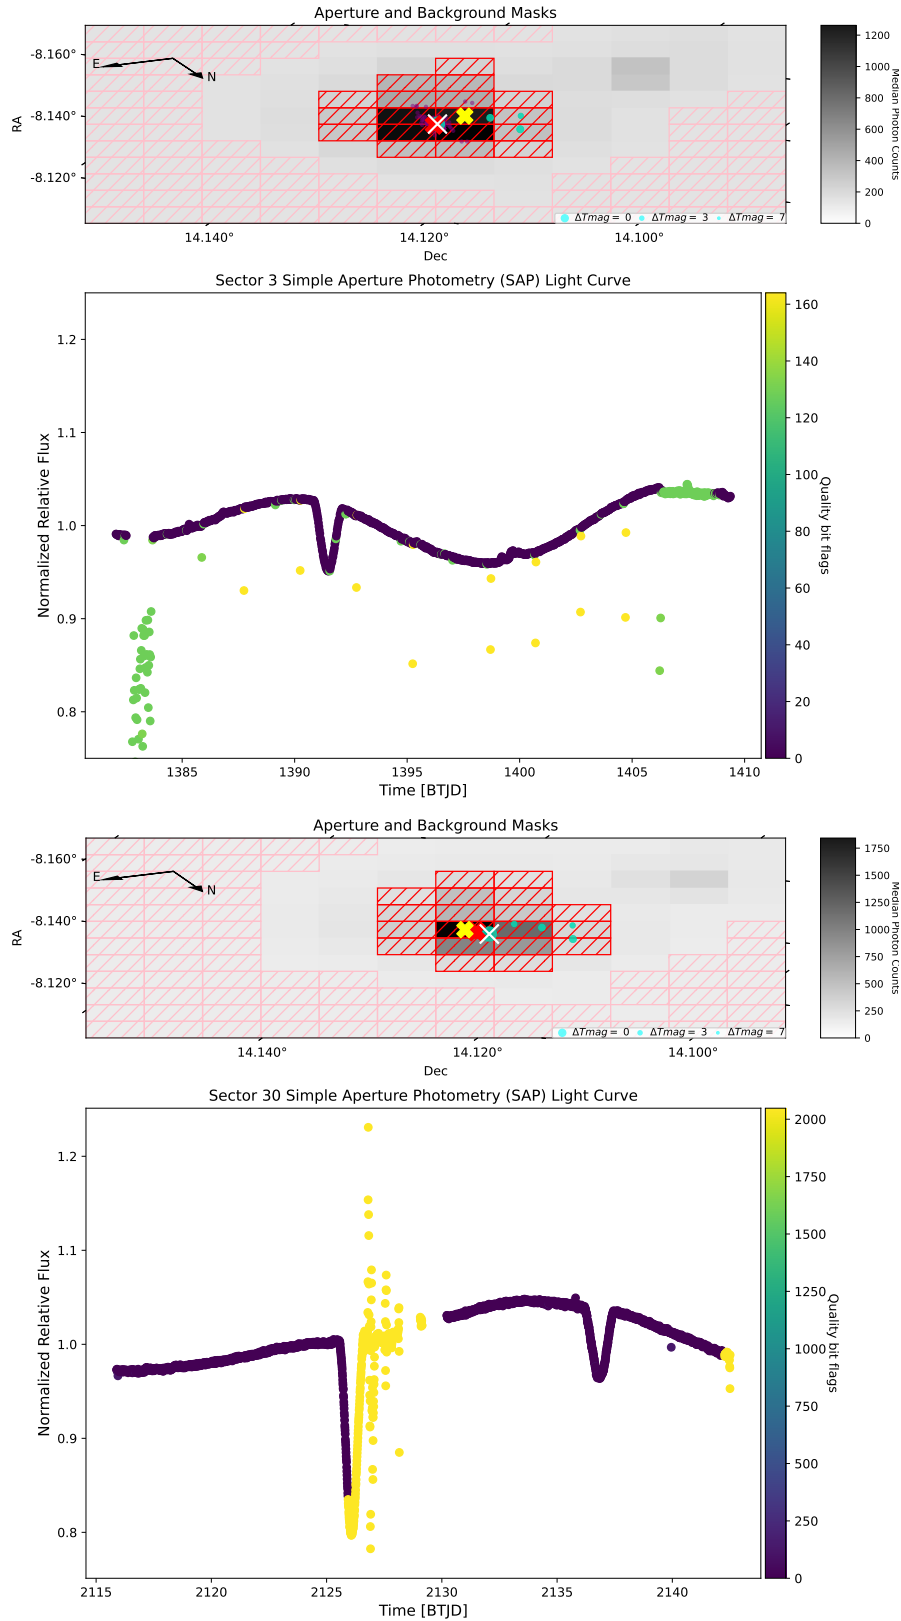 Aperture and Background Masks
-8.160°
-8.140°
-8.120°
RA
E
N
ΔTmag = 0 ΔTmag = 3 ΔTmag = 7
14.140° 14.120° 14.100°
Dec
1200
1000
800
600
400
200
0
Median Photon Counts
Sector 3 Simple Aperture Photometry (SAP) Light Curve
1.2
1.1
1.0
0.9
0.8
Normalized Relative Flux
1385 1390 1395 1400 1405 1410
Time [BTJD]
160
140
120
100
80
60
40
20
0
Quality bit flags
Aperture and Background Masks
-8.160°
-8.140°
-8.120°
RA
E
N
ΔTmag = 0 ΔTmag = 3 ΔTmag = 7
14.140° 14.120° 14.100°
Dec
1750
1500
1250
1000
750
500
250
0
Median Photon Counts
Sector 30 Simple Aperture Photometry (SAP) Light Curve
1.2
1.1
1.0
0.9
0.8
Normalized Relative Flux
2115 2120 2125 2130 2135 2140
Time [BTJD]
2000
1750
1500
1250
1000
750
500
250
0
Quality bit flags